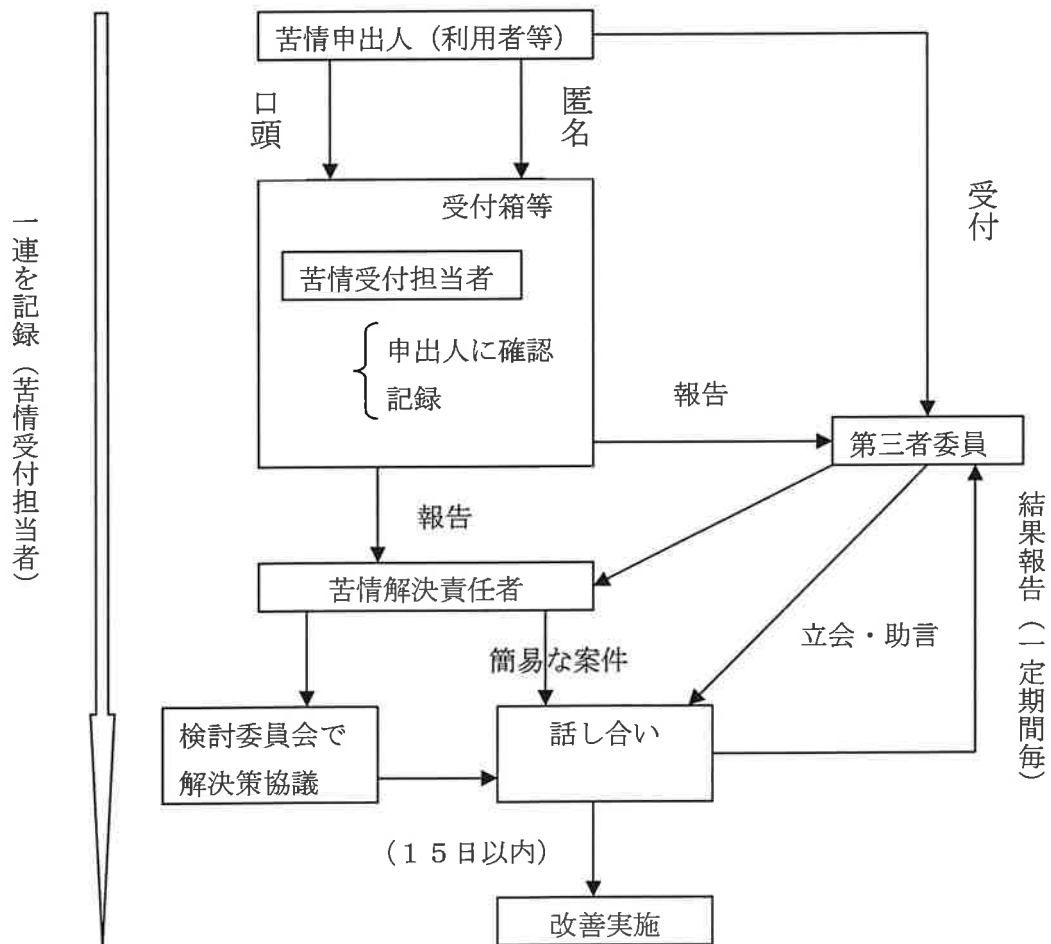 苦情申出人（利用者等）
口頭
匿名
受付箱等
受付
苦情受付担当者
一連を記録（苦情受付担当者）
申出人に確認
記録
報告
第三者委員
報告
結果報告（一定期間毎）
苦情解決責任者
立会・助言
簡易な案件
検討委員会で
解決策協議
話し合い
（１５日以内）
改善実施